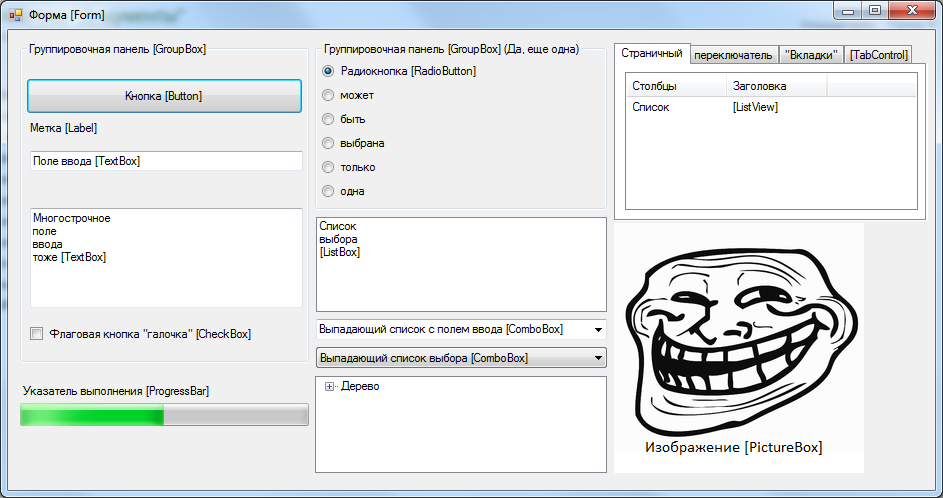 Форма [Form]
Группировочная панель [GroupBox]
Кнопка [Button]
Метка [Label]
Поле ввода [TextBox]
Многострочное
поле
ввода
тоже [TextBox]
Флаговая кнопка "галочка" [CheckBox]
Указатель выполнения [ProgressBar]
Группировочная панель [GroupBox] (Да, еще одна)
Радиокнопка [RadioButton]
может
быть
выбрана
только
одна
Список
выбора
[ListBox]
Выпадающий список с полем ввода [ComboBox]
Выпадающий список выбора [ComboBox]
Дерево
Страничный переключатель "Вкладки" [TabControl]
Столбцы Заголовка
Список [ListView]
Изображение [PictureBox]